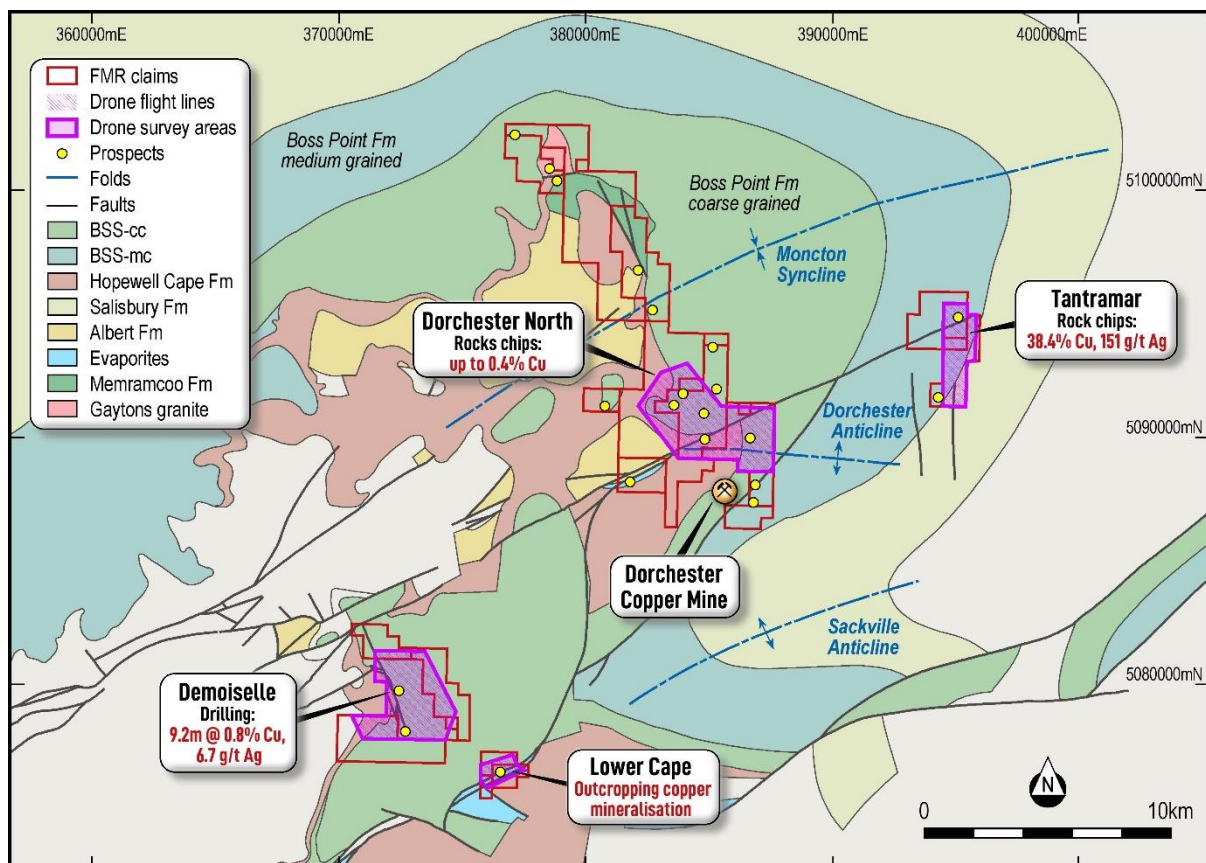 360000mE
370000mE
380000mE
390000mE
400000mE
FMR claims
Drone flight lines
Drone survey areas
Prospects
Folds
Faults
BSS-cc
BSS-mc
Hopewell Cape Fm
Salisbury Fm
Albert Fm
Evaporites
Memramcoo Fm
Gaytons granite
Boss Point Fm
medium grained
Boss Point Fm
coarse grained
5100000mN
Moncton
Syncline
Dorchester North
Rocks chips:
up to 0.4% Cu
Tantramar
Rock chips:
38.4% Cu, 151 g/t Ag
Dorchester
Anticline
5090000mN
Dorchester
Copper Mine
Sackville
Anticline
5080000mN
Demoiselle
Drilling:
9.2m @ 0.8% Cu,
6.7 g/t Ag
Lower Cape
Outcropping copper
mineralisation
N
0
10km